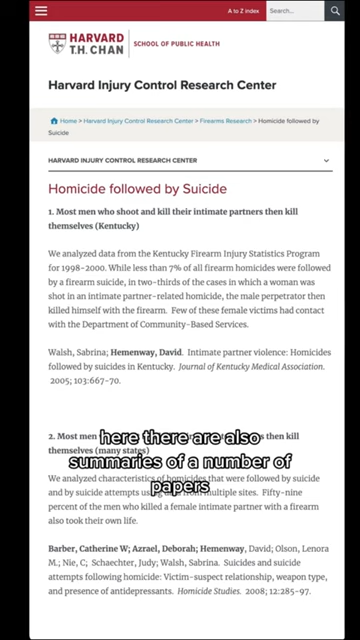 A to Z index
Search...
HARVARD
T.H. CHAN
SCHOOL OF PUBLIC HEALTH
Harvard Injury Control Research Center
Home > Harvard Injury Control Research Center > Firearms Research > Homicide followed by
Suicide
HARVARD INJURY CONTROL RESEARCH CENTER
Homicide followed by Suicide
1. Most men who shoot and kill their intimate partners then kill
themselves (Kentucky)
We analyzed data from the Kentucky Firearm Injury Statistics Program
for 1998-2000. While less than 7% of all firearm homicides were followed
by a firearm suicide, in two-thirds of the cases in which a woman was
shot in an intimate partner-related homicide, the male perpetrator then
killed himself with the firearm. Few of these female victims had contact
with the Department of Community-Based Services.
Walsh, Sabrina; Hemenway, David. Intimate partner violence: Homicides
followed by suicides in Kentucky. Journal of Kentucky Medical Association.
2005; 103:667-70.
2. Most men then kill
here there are also
themselves (many states)
summaries of a number of
We analyzed characteristics of homicides that were followed by suicide
papers
and by suicide attempts multiple sites. Fifty-nine
percent of the men who killed a female intimate partner with a firearm
also took their own life.
Barber, Catherine W; Azrael, Deborah; Hemenway, David; Olson, Lenora
M.; Nie, C; Schaechter, Judy; Walsh, Sabrina. Suicides and suicide
attempts following homicide: Victim-suspect relationship, weapon type,
and presence of antidepressants. Homicide Studies. 2008; 12:285-97.